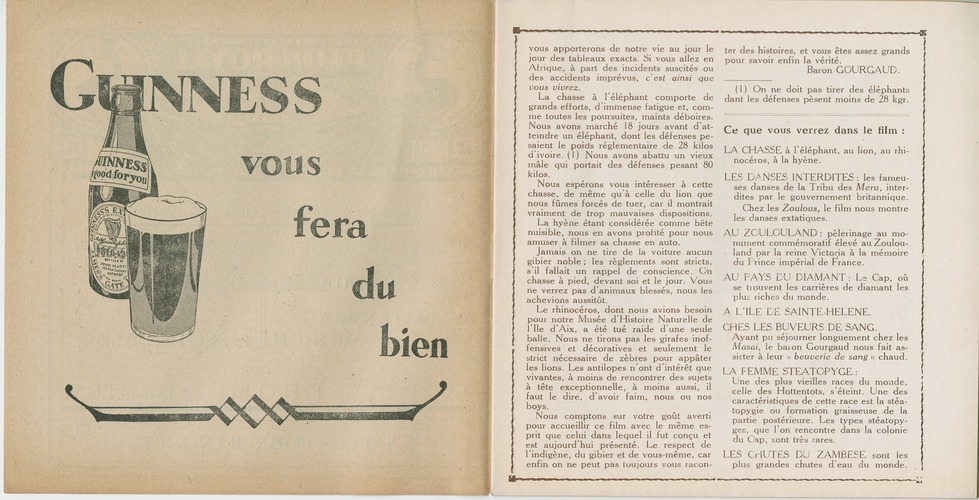 GUINNESS
vous
fera
du
bien
GUINNESS
good for you
vous apporterons de notre vie au jour le
jour des tableaux exacts. Si vous allez en
Afrique, à part des incidents suscités ou
des accidents imprévus, c'est ainsi que
vous vivrez.
La chasse à l'éléphant comporte de
grands efforts, d'immense fatigue et, com-
me toutes les poursuites, maints déboires.
Nous avons marché 18 jours avant d'at-
teindre un éléphant, dont les défenses pe-
saient le poids réglementaire de 28 kilos
d'ivoire. (1) Nous avons abattu un vieux
mâle qui portait des défenses pesant 80
kilos.
Nous espérons vous intéresser à cette
chasse, de même qu'à celle du lion que
nous fûmes forcés de tuer, car il montrait
vraiment de trop mauvaises dispositions.
La hyène étant considérée comme bête
nuisible, nous en avons profité pour nous
amuser à filmer sa chasse en auto.
Jamais on ne tire de la voiture aucun
gibier noble ; les règlements sont stricts,
s'il fallait un rappel de conscience. On
chasse à pied, devant soi et le jour. Vous
ne verrez pas d'animaux blessés, nous les
achevions aussitôt.
Le rhinocéros, dont nous avions besoin
pour notre Musée d'Histoire Naturelle de
l'Ile d'Aix, a été tué raide d'une seule
balle. Nous ne tirons pas les girafes inof-
fensives et décoratives et seulement le
strict nécessaire de zèbres pour appâter
les lions. Les antilopes n'ont d'intérêt que
vivantes, à moins de rencontrer des sujets
à tête exceptionnelle, à moins aussi, il
faut le dire, d'avoir faim, nous ou nos
boys.
Nous comptons sur votre goût averti
pour accueillir ce film avec le même es-
prit que celui dans lequel il fut conçu et
est aujourd'hui présenté. Le respect de
l'indigène, du gibier et de vous-même, car
enfin on ne peut pas toujours vous racon-
ter des histoires, et vous êtes assez grands
pour savoir enfin la vérité.
Baron GOURGAUD.
(1) On ne doit pas tirer des éléphants
dant les défenses pèsent moins de 28 kgr.
Ce que vous verrez dans le film :
LA CHASSE à l'éléphant, au lion, au rhi-
nocéros, à la hyène.
LES DANSES INTERDITES : les fameu-
ses danses de la Tribu des Meru, inter-
dites par le gouvernement britannique.
Chez les Zoulous, le film nous montre
les danses extatiques.
AU ZOULOULAND : pèlerinage au mo-
nument commémoratif élevé au Zoulou-
land par la reine Victoria à la mémoire
du Prince impérial de France.
AU PAYS DU DIAMANT : Le Cap, où
se trouvent les carrières de diamant les
plus riches du monde.
A L'ILE DE SAINTE-HELENE.
CHES LES BUVEURS DE SANG.
Ayant pu séjourner longuement chez les
Masai, le baron Gourgaud nous fait as-
sister à leur « beuverie de sang » chaud.
LA FEMME STEATOPYGE :
Une des plus vieilles races du monde,
celle des Hottentots, s'éteint. Une des
caractéristiques de cette race est la stéa-
topygie ou formation graisseuse de la
partie postérieure. Les types stéatopy-
ges, que l'on rencontre dans la colonie
du Cap, sont très rares.
LES CHUTES DU ZAMBESE sont les
plus grandes chutes d'eau du monde.